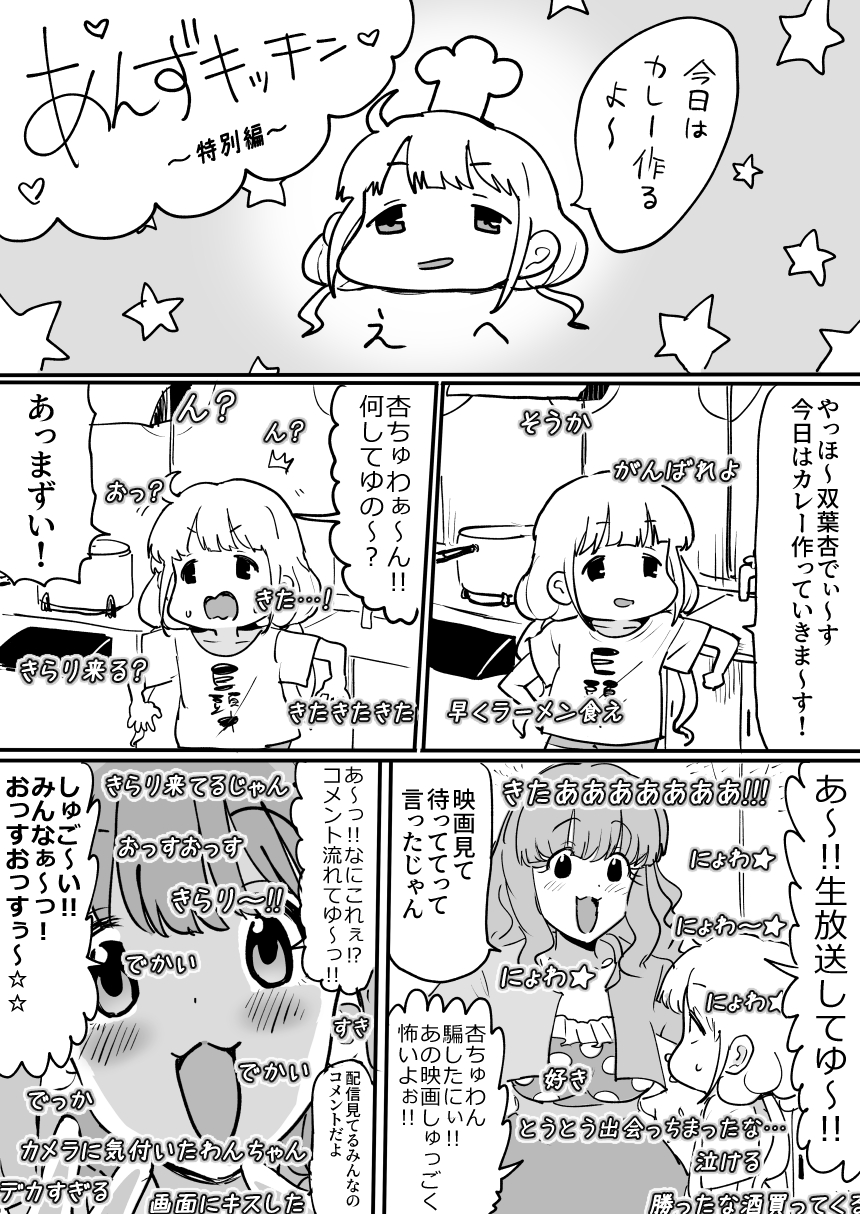 あんずキッチン
～特別編～
今日は
カレー作る
よ～
えへ
やっほ～双葉杏でぃ～す
今日はカレー作っていきま～す！
そうか
がんばれよ
早くラーメン食え
杏ちゅわぁ～ん!!
何してゆの～？
ん？
ん？
おっ？
あっまずい！
きた…！
きらり来る？
きたきたきた
あ～!!生放送してゆ～!!
きたあああああああ!!!
映画見て
待っててって
言ったじゃん
にょわ★
にょわ～★
にょわ★
にょわ★
杏ちゅわん
騙したにぃ!!
あの映画しゅっごく
怖いよぉ!!
好き
とうとう出会っちまったな…
泣ける
勝ったな酒買ってくる
あ～っ!!なにこれぇ!?
コメント流れてゆ～っ!!
きらり来てるじゃん
おっすおっす
きらり～!!
でかい
しゅご～い!!
みんなぁ～っ！
おっすおっすぅ～☆☆
すき
でかい
配信見てるみんなの
コメントだよ
でっか
カメラに気付いたわんちゃん
デカすぎる
画面にキスした